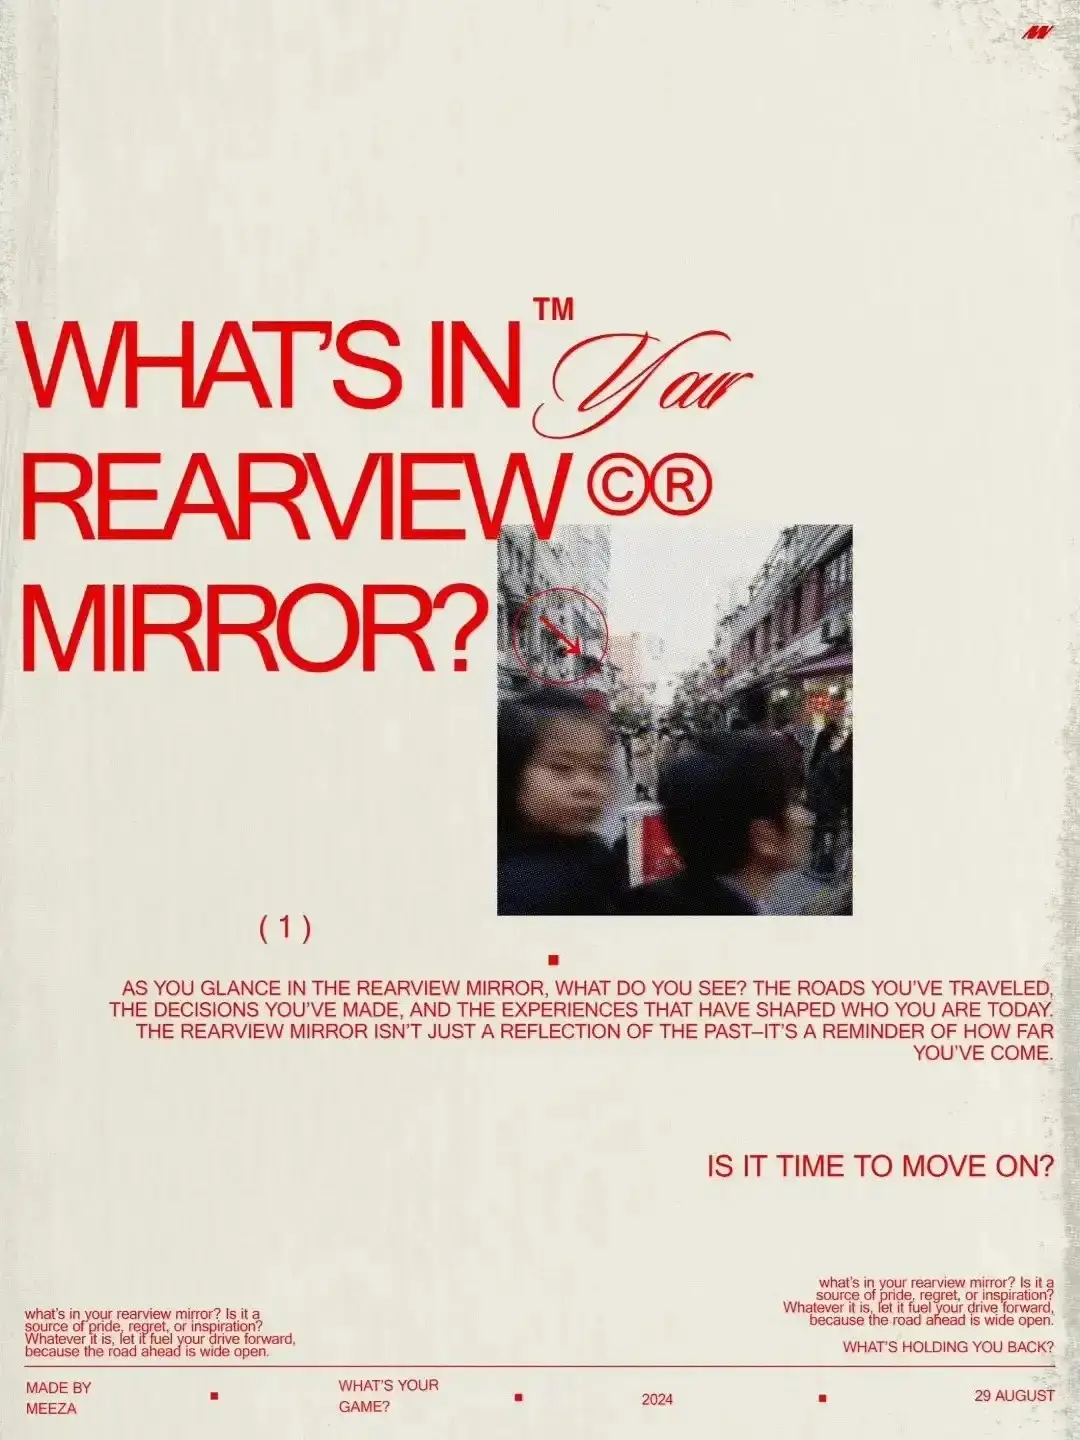 WHAT'S IN ™ Your
REARVIEW ©®
MIRROR?
( 1 )
AS YOU GLANCE IN THE REARVIEW MIRROR, WHAT DO YOU SEE? THE ROADS YOU'VE TRAVELED,
THE DECISIONS YOU'VE MADE, AND THE EXPERIENCES THAT HAVE SHAPED WHO YOU ARE TODAY.
THE REARVIEW MIRROR ISN'T JUST A REFLECTION OF THE PAST—IT'S A REMINDER OF HOW FAR
YOU'VE COME.
IS IT TIME TO MOVE ON?
what's in your rearview mirror? Is it a
source of pride, regret, or inspiration?
Whatever it is, let it fuel your drive forward,
because the road ahead is wide open.
what's in your rearview mirror? Is it a
source of pride, regret, or inspiration?
Whatever it is, let it fuel your drive forward,
because the road ahead is wide open.
WHAT'S HOLDING YOU BACK?
MADE BY
MEEZA
WHAT'S YOUR
GAME?
2024
29 AUGUST